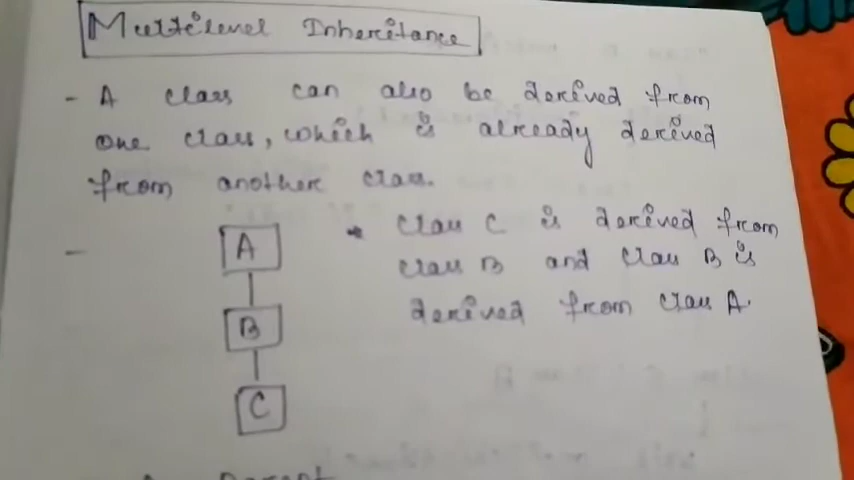 Multilevel Inheritance
- A class can also be derived from
one class, which is already derived
from another class.
- A
B
C
* class C is derived from
class B and class B is
derived from class A.
Parent